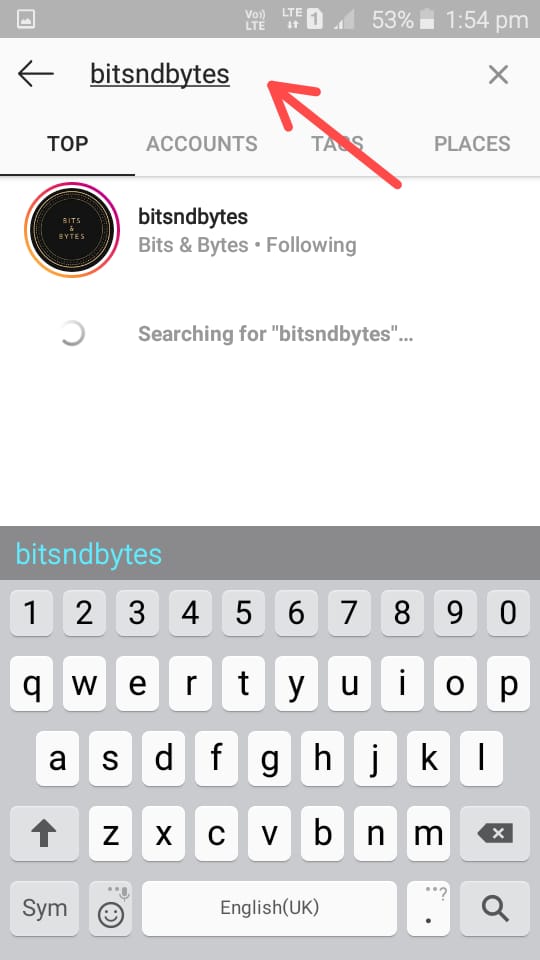 Vo)) LTE LTE 1 53% 1:54 pm
bitsndbytes
TOP ACCOUNTS TAGS PLACES
BITS
&
BYTES
bitsndbytes
Bits & Bytes • Following
Searching for "bitsndbytes"...
bitsndbytes
1 2 3 4 5 6 7 8 9 0
q w e r t y u i o p
a s d f g h j k l
z x c v b n m
Sym English(UK) . ...?